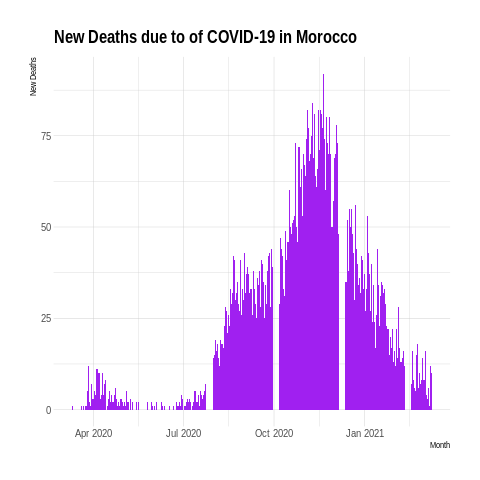 New Deaths due to of COVID-19 in Morocco
New Deaths
75
50
25
0
Apr 2020 Jul 2020 Oct 2020 Jan 2021
Month